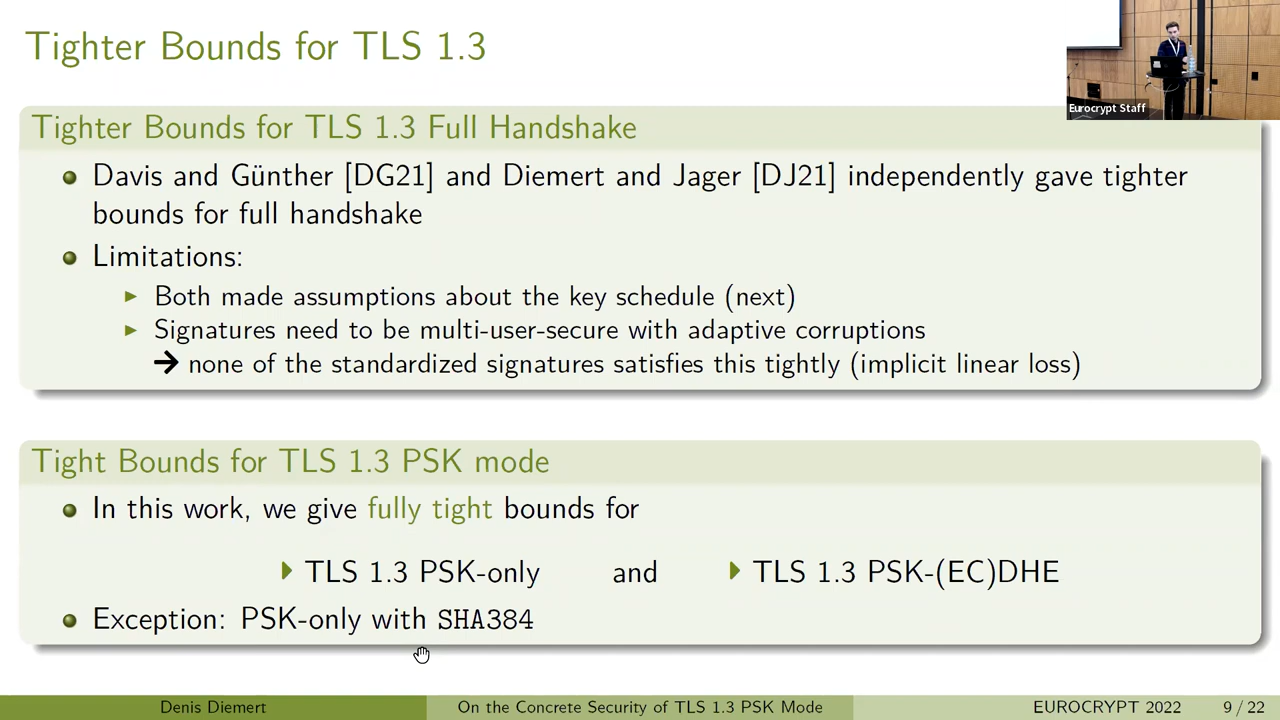 Tighter Bounds for TLS 1.3
Eurocrypt Staff
Tighter Bounds for TLS 1.3 Full Handshake
Davis and Günther [DG21] and Diemert and Jager [DJ21] independently gave tighter
bounds for full handshake
Limitations:
Both made assumptions about the key schedule (next)
Signatures need to be multi-user-secure with adaptive corruptions
→ none of the standardized signatures satisfies this tightly (implicit linear loss)
Tight Bounds for TLS 1.3 PSK mode
In this work, we give fully tight bounds for
TLS 1.3 PSK-only and TLS 1.3 PSK-(EC)DHE
Exception: PSK-only with SHA384
Denis Diemert On the Concrete Security of TLS 1.3 PSK Mode EUROCRYPT 2022 9 / 22